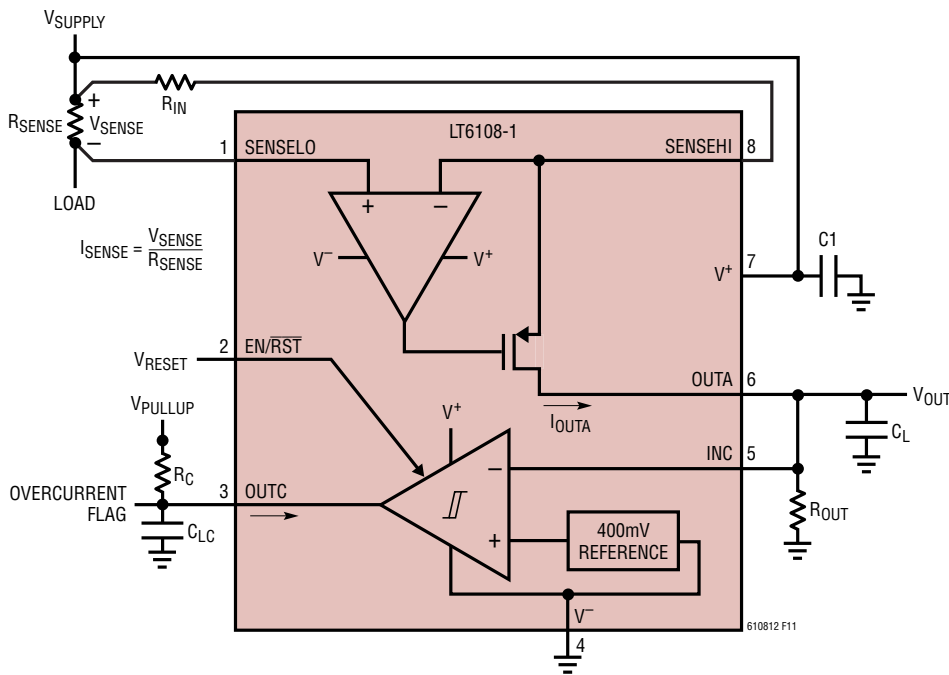 VSUPPLY
RIN
+
RSENSE
VSENSE
–
LOAD
ISENSE = VSENSE
RSENSE
LT6108-1
1
SENSELO
SENSEHI
8
+
–
V–
V+
C1
7
V+
2
EN/RST
VRESET
OUTA
6
VOUT
IOUTA
CL
VPULLUP
V+
INC
5
–
RC
ROUT
OVERCURRENT
FLAG
3
OUTC
CLC
+
400mV
REFERENCE
V–
4
610812 F11